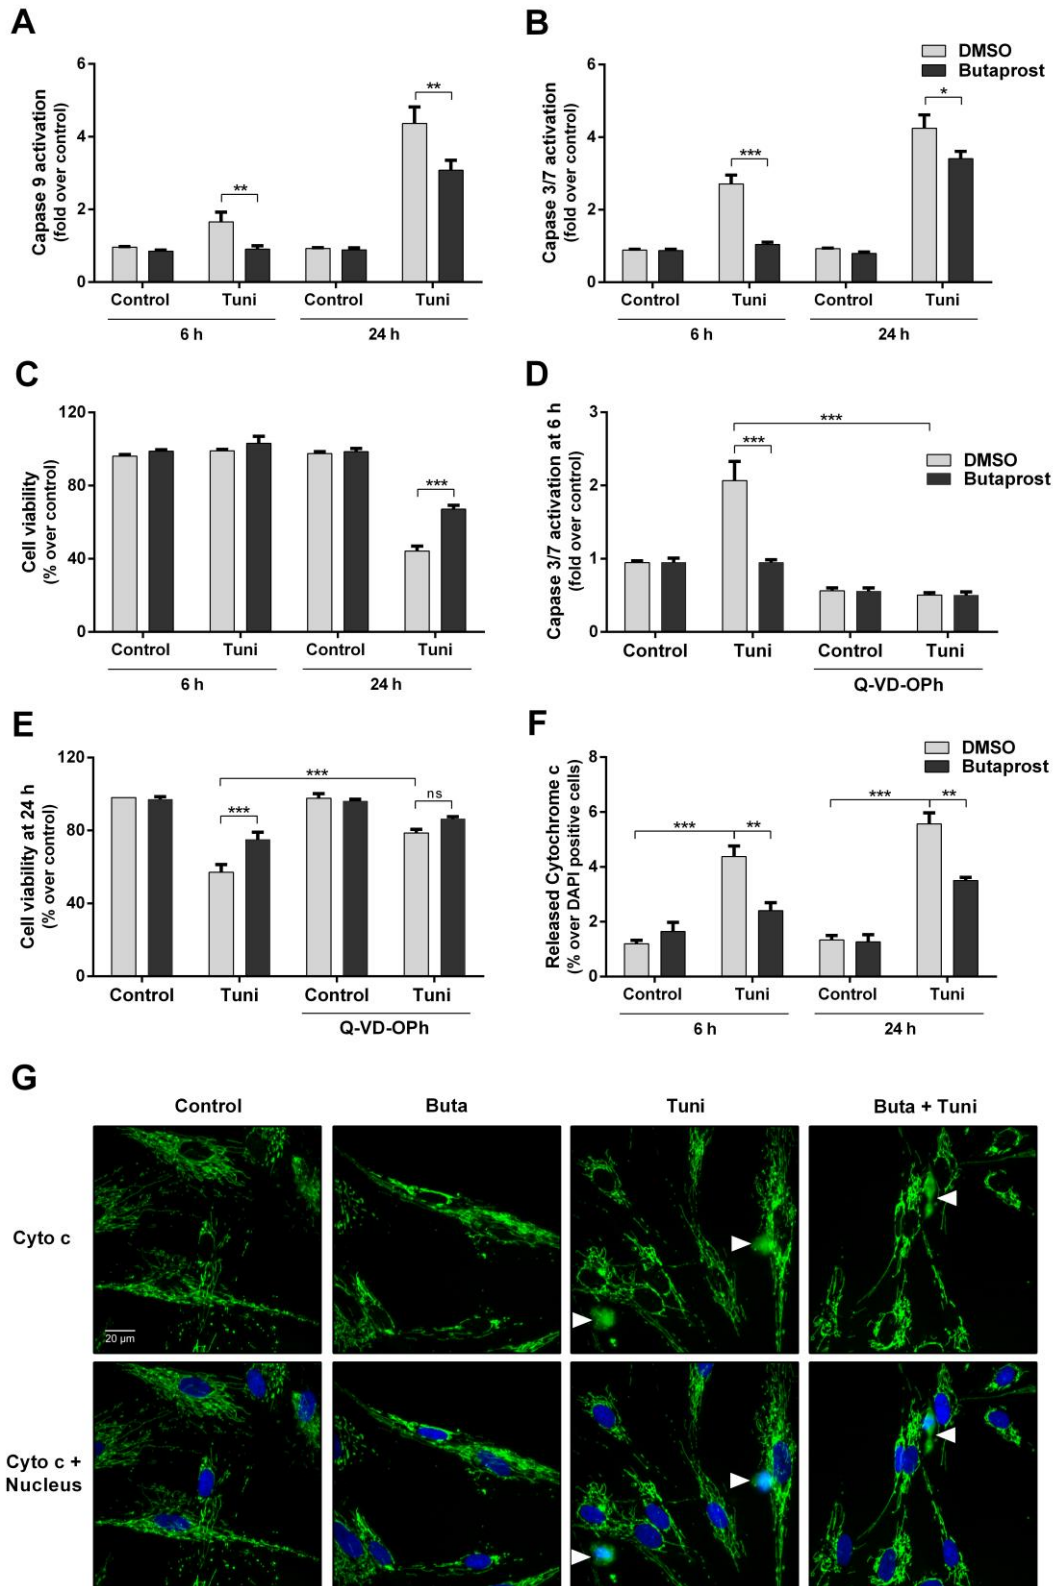 A
Capase 9 activation
(fold over control)
6
4
2
0
**
**
Control Tuni Control Tuni
6 h 24 h
B
DMSO
Butaprost
Capase 3/7 activation
(fold over control)
6
4
2
0
***
*
Control Tuni Control Tuni
6 h 24 h
C
Cell viability
(% over control)
120
80
40
0
***
Control Tuni Control Tuni
6 h 24 h
D
Capase 3/7 activation at 6 h
(fold over control)
3
2
1
0
***
***
DMSO
Butaprost
Control Tuni Control Tuni
Q-VD-OPh
E
Cell viability at 24 h
(% over control)
120
80
40
0
***
***
ns
Control Tuni Control Tuni
Q-VD-OPh
F
DMSO
Butaprost
Released Cytochrome c
(% over DAPI positive cells)
8
6
4
2
0
*** **
*** **
Control Tuni Control Tuni
6 h 24 h
G
Control Buta Tuni Buta + Tuni
Cyto c
20 µm
Cyto c +
Nucleus